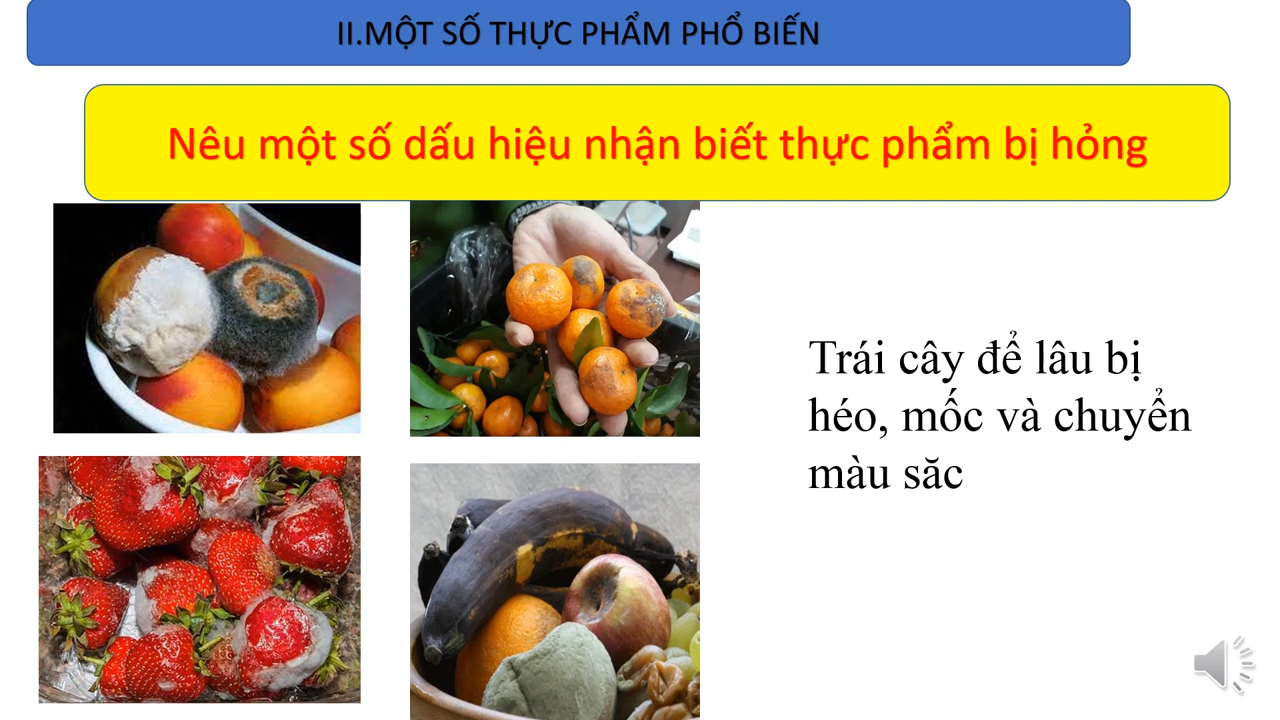 II.MỘT SỐ THỰC PHẨM PHỔ BIẾN
Nêu một số dấu hiệu nhận biết thực phẩm bị hỏng
Trái cây để lâu bị
héo, mốc và chuyển
màu săc